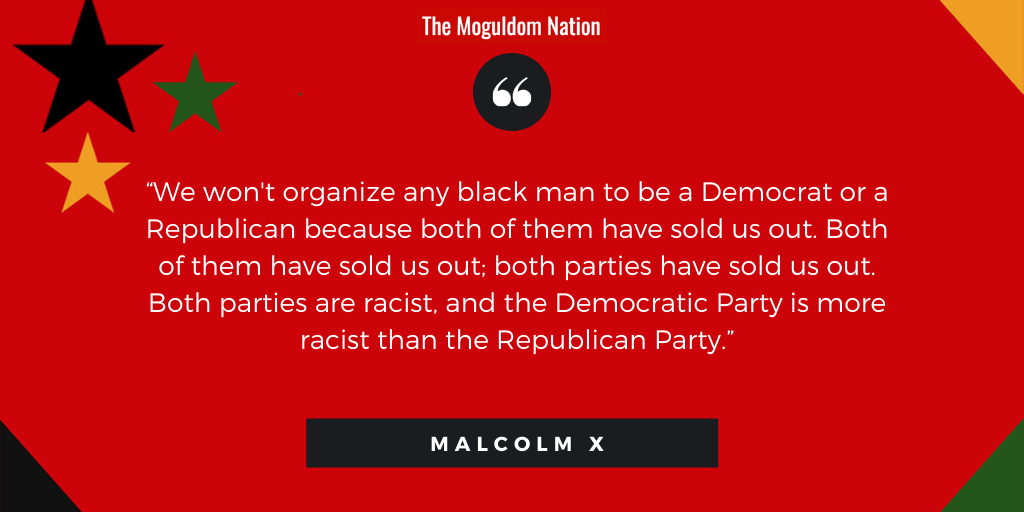 The Moguldom Nation
“
“We won't organize any black man to be a Democrat or a
Republican because both of them have sold us out. Both
of them have sold us out; both parties have sold us out.
Both parties are racist, and the Democratic Party is more
racist than the Republican Party.”
MALCOLM X